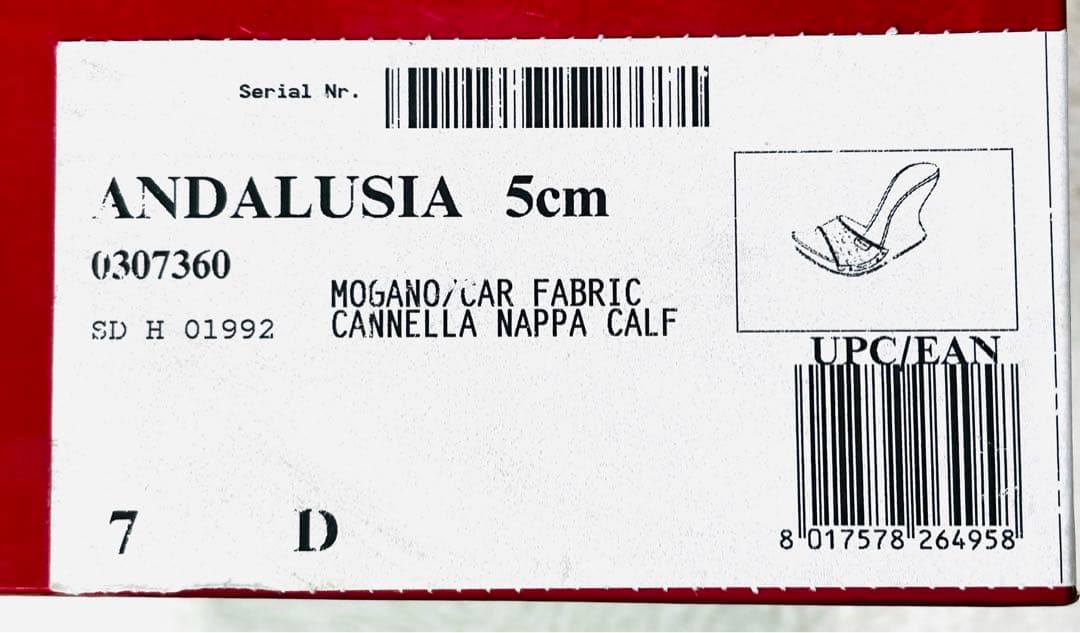 Serial Nr.
ANDALUSIA 5cm
0307360
MOGANO/CAR FABRIC
SD H 01992 CANNELLA NAPPA CALF
UPC/EAN
7 D
8 017578 264958